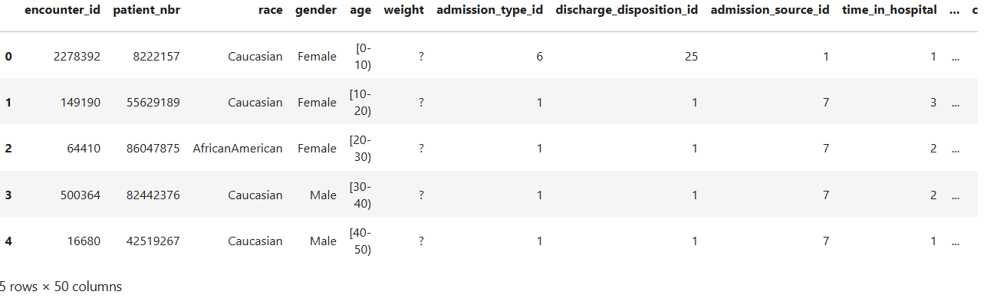 encounter_id patient_nbr race gender age weight admission_type_id discharge_disposition_id admission_source_id time_in_hospital ... c
0 2278392 8222157 Caucasian Female [0-10) ? 6 25 1 1 ...
1 149190 55629189 Caucasian Female [10-20) ? 1 1 7 3 ...
2 64410 86047875 AfricanAmerican Female [20-30) ? 1 1 7 2 ...
3 500364 82442376 Caucasian Male [30-40) ? 1 1 7 2 ...
4 16680 42519267 Caucasian Male [40-50) ? 1 1 7 1 ...
5 rows × 50 columns